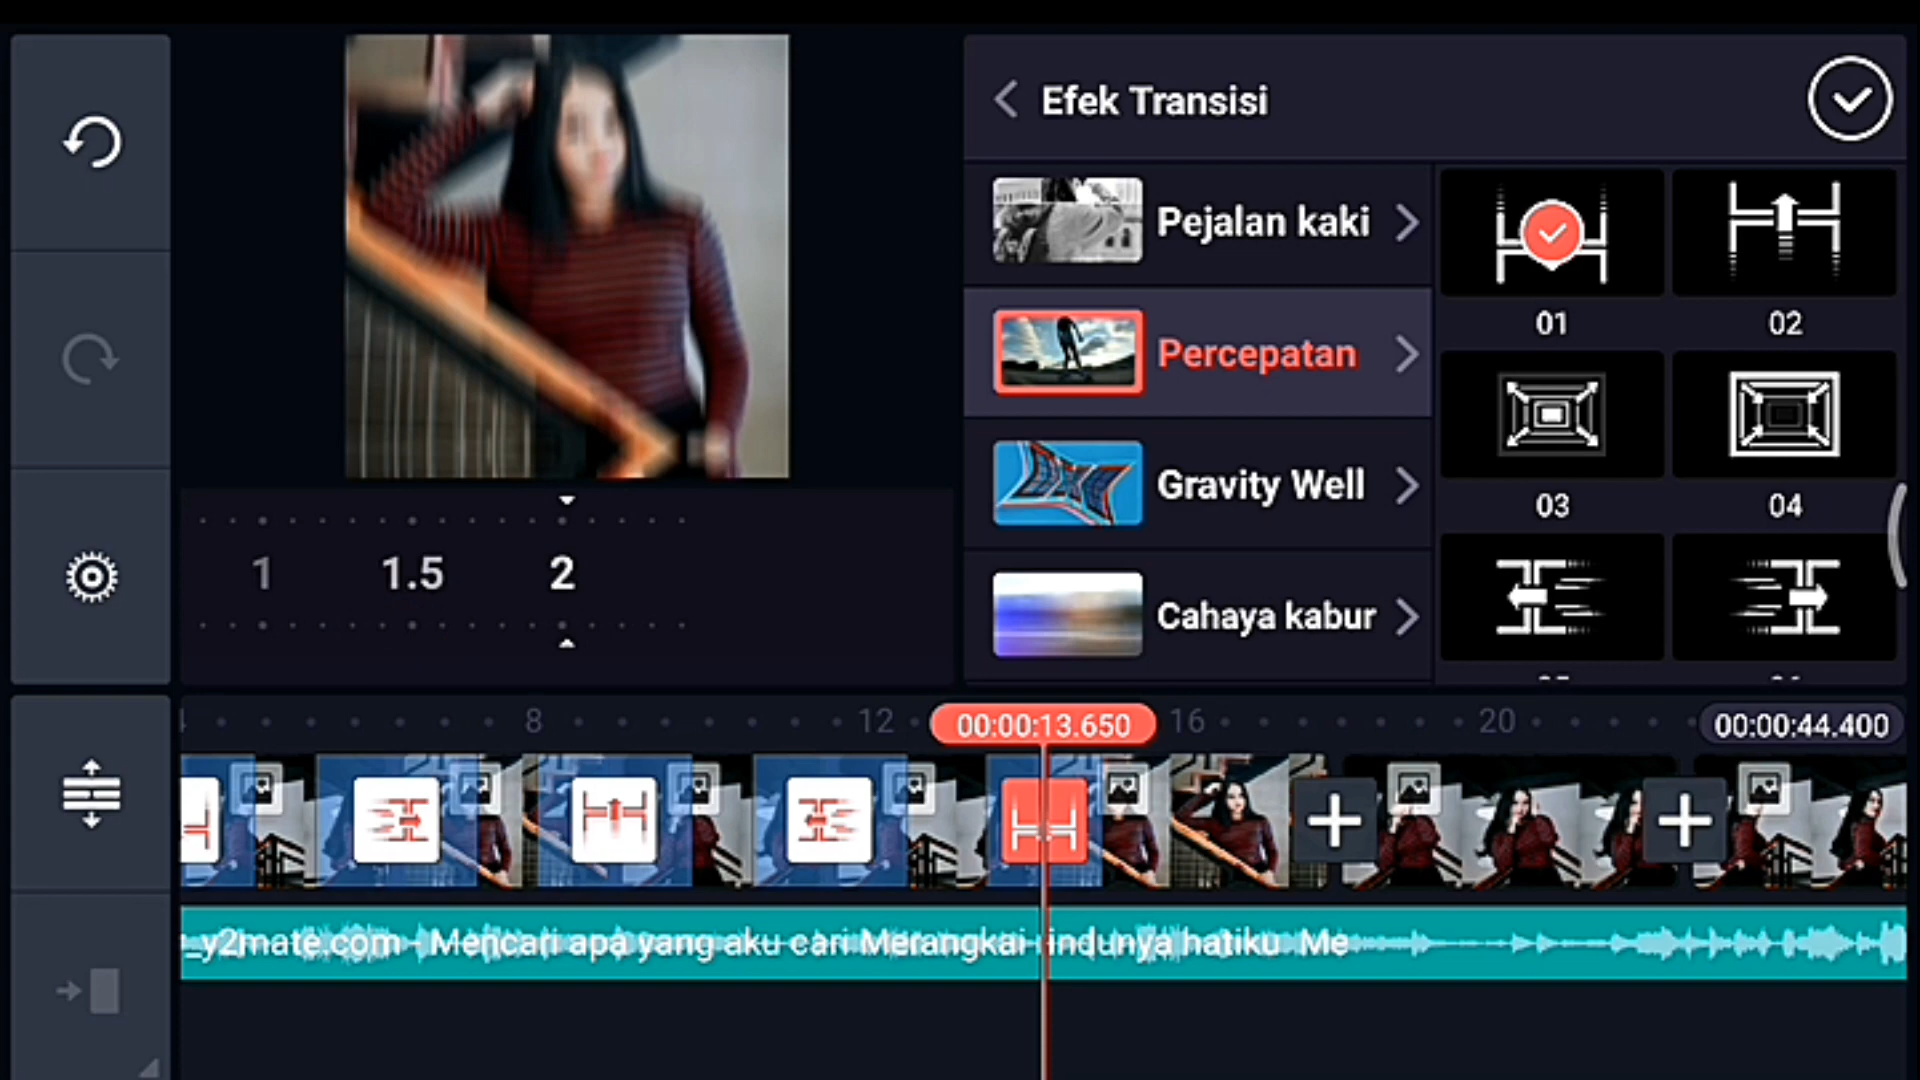 Efek Transisi
Pejalan kaki
Percepatan
Gravity Well
Cahaya kabur
01
02
03
04
1 1.5 2
8 12 00:00:13.650 16 20 00:00:44.400
_y2mate.com - Mencari apa yang aku cari Merangkai indunya hatiku Me